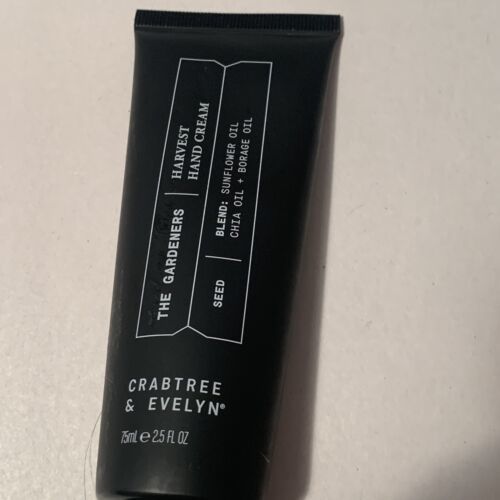 THE GARDENERS
HARVEST
HAND CREAM
SEED
BLEND: SUNFLOWER OIL
CHIA OIL + BORAGE OIL
CRABTREE
& EVELYN®
75mL e 2.5 FL OZ